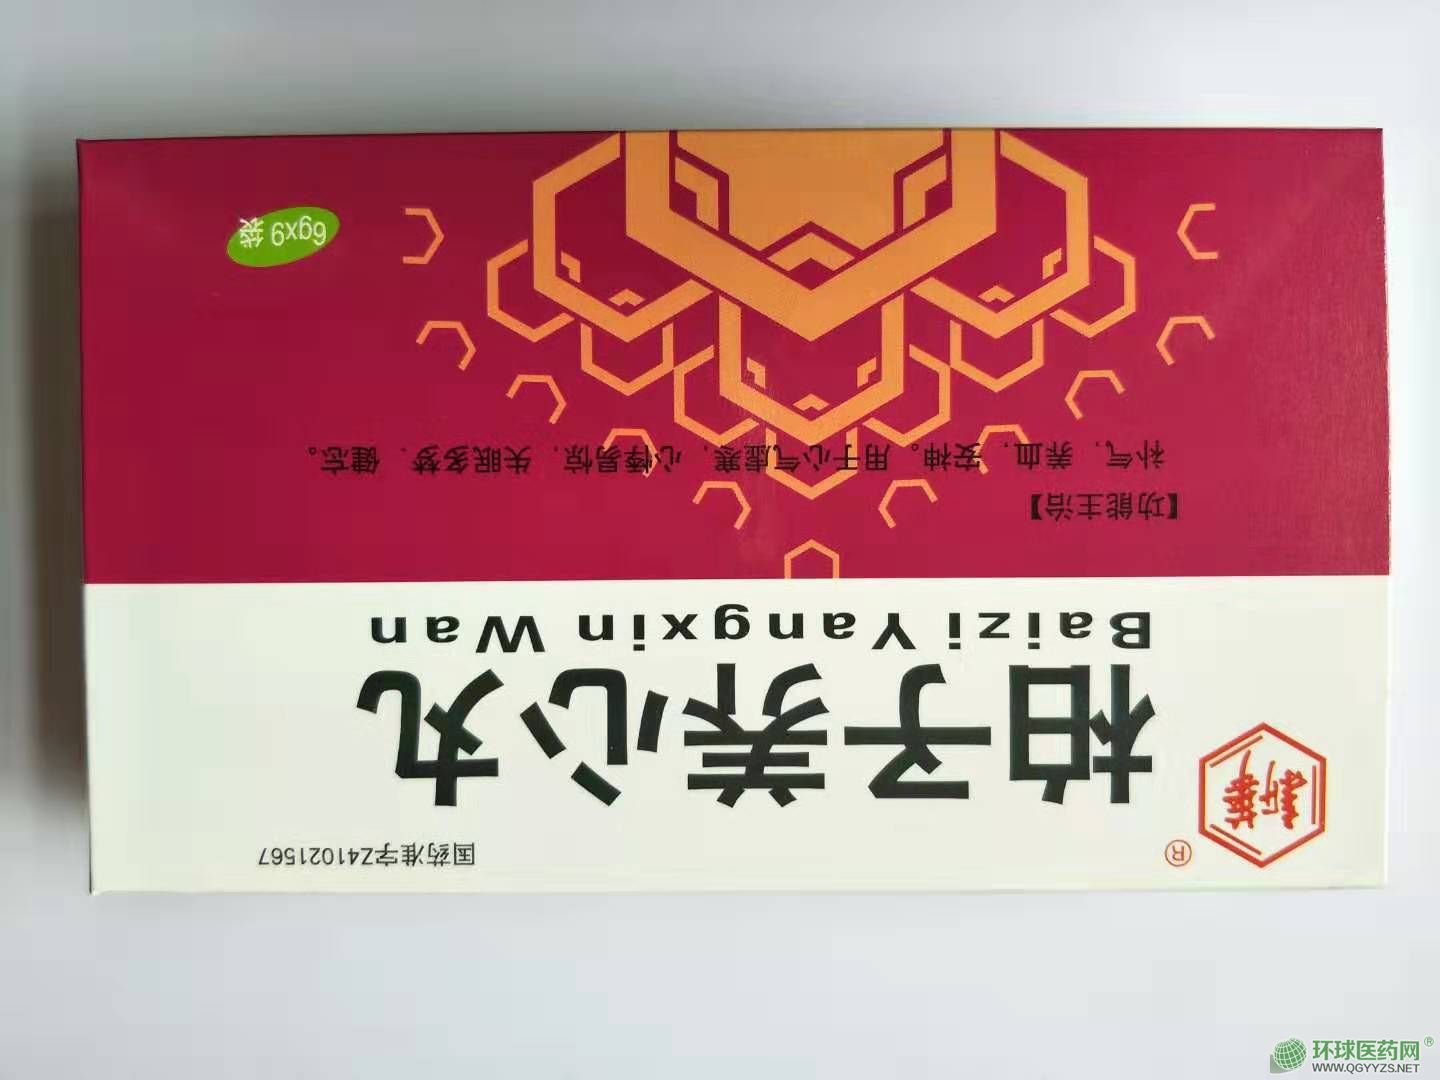 国药准字Z41021567
®
新華
柏子养心丸
Baizi Yangxin Wan
【功能主治】
补气，养血，安神。用于心气虚寒，心悸易惊，失眠多梦，健忘。
6gx9袋
环球医药网®
WWW.QGYYZS.NET